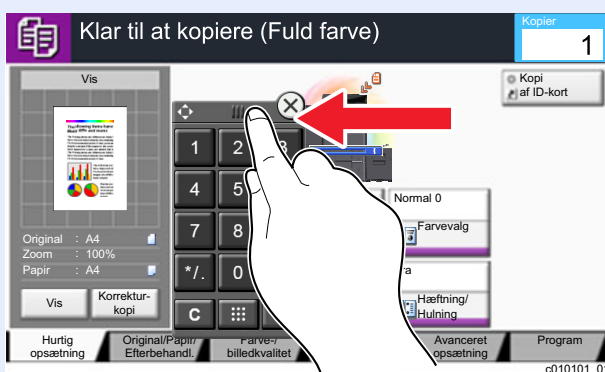 Klar til at kopiere (Fuld farve)
Kopier
1
Vis
Kopi
af ID-kort
1
2
3
4
5
7
8
*/.
0
C
Normal 0
Farvevalg
Hæftning/
Hulning
Original : A4
Zoom : 100%
Papir : A4
Vis
Korrektur-
kopi
Hurtig
opsætning
Original/Papir/
Efterbehandl.
Farve-/
billedkvalitet
Avanceret
opsætning
Program